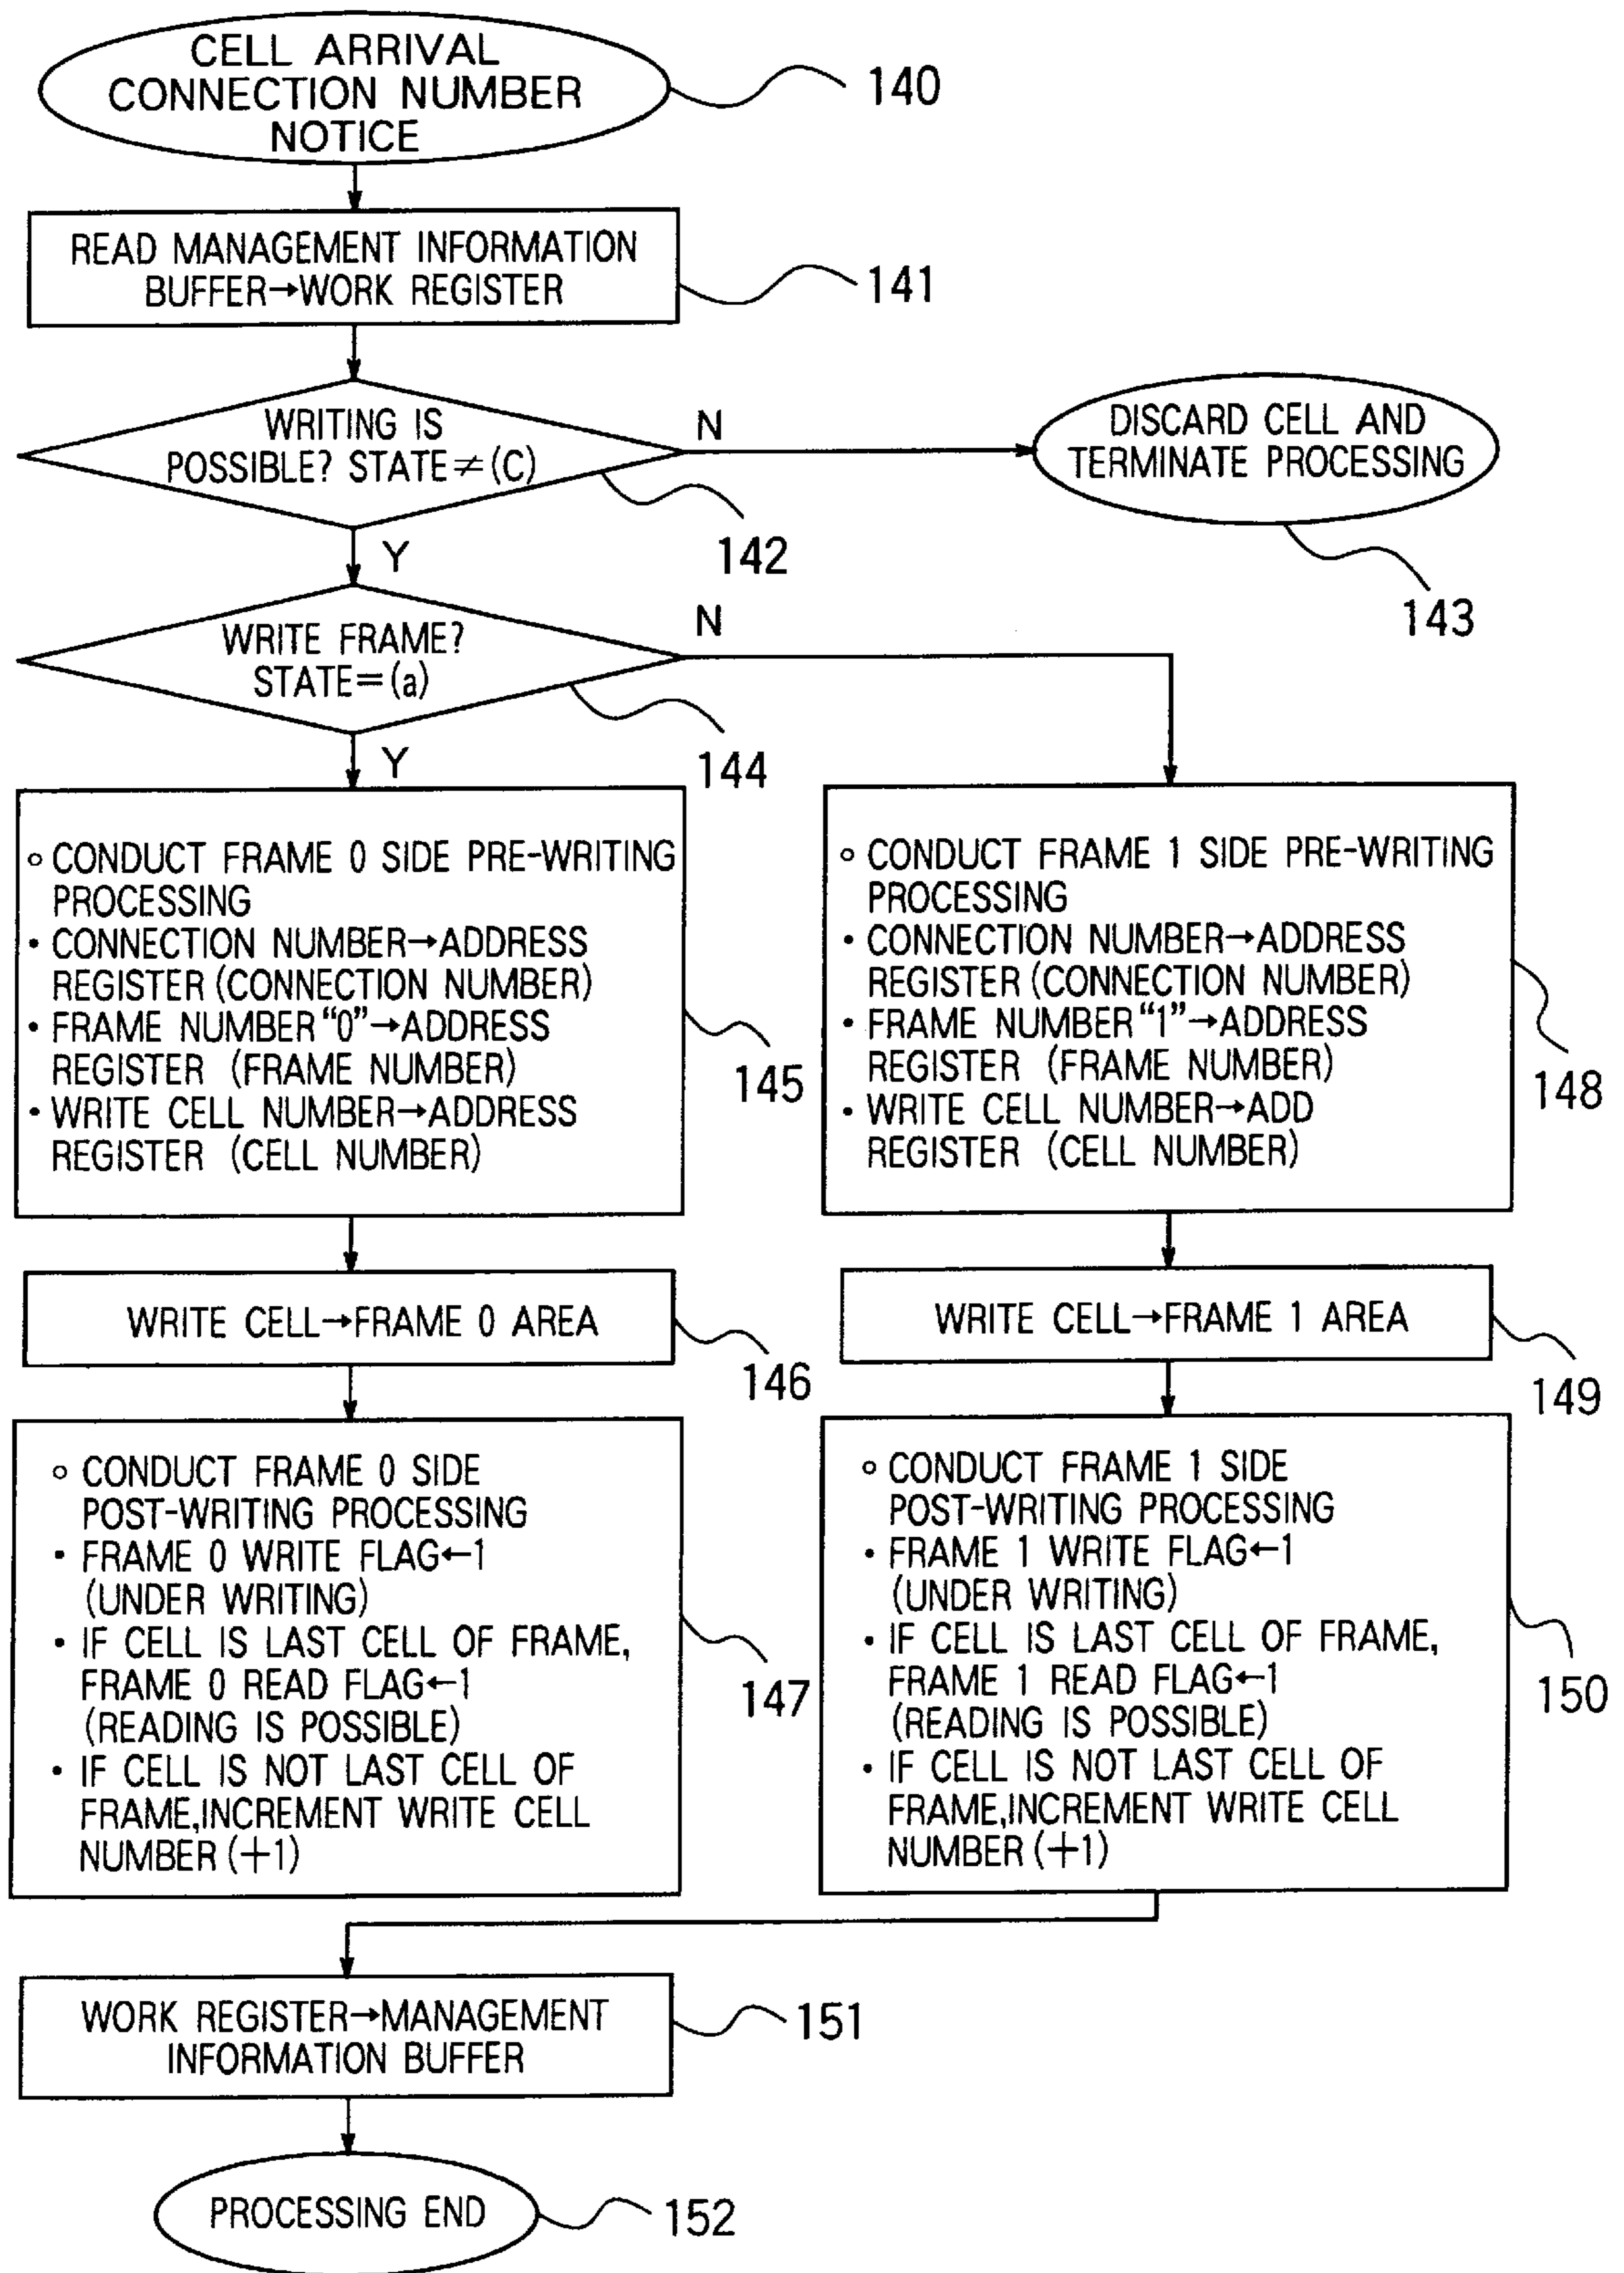 CELL ARRIVAL
CONNECTION NUMBER
NOTICE
140
READ MANAGEMENT INFORMATION
BUFFER→WORK REGISTER
141
WRITING IS
POSSIBLE? STATE≠(C)
N
142
Y
DISCARD CELL AND
TERMINATE PROCESSING
143
WRITE FRAME?
STATE=(a)
N
144
Y
○ CONDUCT FRAME 0 SIDE PRE-WRITING
PROCESSING
• CONNECTION NUMBER→ADDRESS
REGISTER (CONNECTION NUMBER)
• FRAME NUMBER “0”→ADDRESS
REGISTER (FRAME NUMBER)
• WRITE CELL NUMBER→ADDRESS
REGISTER (CELL NUMBER)
145
○ CONDUCT FRAME 1 SIDE PRE-WRITING
PROCESSING
• CONNECTION NUMBER→ADDRESS
REGISTER (CONNECTION NUMBER)
• FRAME NUMBER “1”→ADDRESS
REGISTER (FRAME NUMBER)
• WRITE CELL NUMBER→ADD
REGISTER (CELL NUMBER)
148
WRITE CELL→FRAME 0 AREA
146
WRITE CELL→FRAME 1 AREA
149
○ CONDUCT FRAME 0 SIDE
POST-WRITING PROCESSING
• FRAME 0 WRITE FLAG←1
(UNDER WRITING)
• IF CELL IS LAST CELL OF FRAME,
FRAME 0 READ FLAG←1
(READING IS POSSIBLE)
• IF CELL IS NOT LAST CELL OF
FRAME,INCREMENT WRITE CELL
NUMBER (+1)
147
○ CONDUCT FRAME 1 SIDE
POST-WRITING PROCESSING
• FRAME 1 WRITE FLAG←1
(UNDER WRITING)
• IF CELL IS LAST CELL OF FRAME,
FRAME 1 READ FLAG←1
(READING IS POSSIBLE)
• IF CELL IS NOT LAST CELL OF
FRAME,INCREMENT WRITE CELL
NUMBER (+1)
150
WORK REGISTER→MANAGEMENT
INFORMATION BUFFER
151
PROCESSING END
152